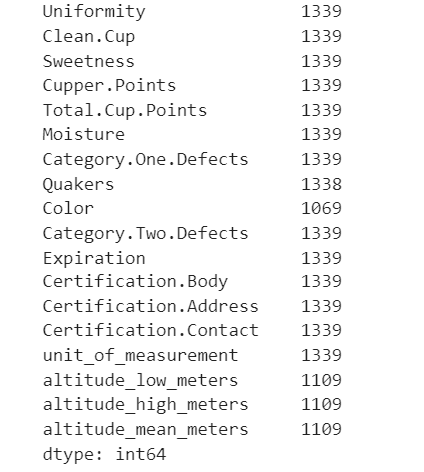 Uniformity 1339
Clean.Cup 1339
Sweetness 1339
Cupper.Points 1339
Total.Cup.Points 1339
Moisture 1339
Category.One.Defects 1339
Quakers 1338
Color 1069
Category.Two.Defects 1339
Expiration 1339
Certification.Body 1339
Certification.Address 1339
Certification.Contact 1339
unit_of_measurement 1339
altitude_low_meters 1109
altitude_high_meters 1109
altitude_mean_meters 1109
dtype: int64